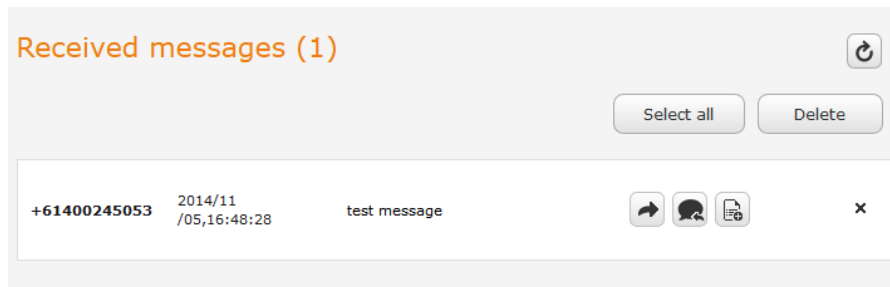 Received messages (1)
Select all
Delete
+61400245053
2014/11
/05,16:48:28
test message